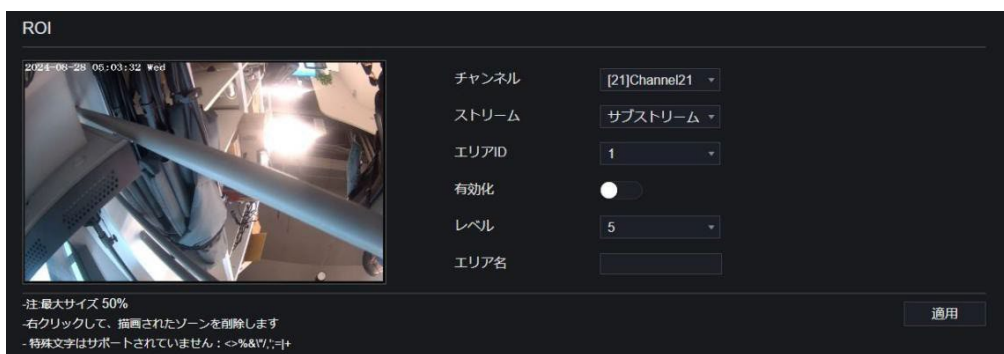 ROI
2024-08-28 05:03:32 Wed
チャンネル
[21]Channel21
ストリーム
サブストリーム
エリアID
1
有効化
レベル
5
エリア名
-注:最大サイズ 50%
-右クリックして、描画されたゾーンを削除します
- 特殊文字はサポートされていません：<>%&\"/,';=|+
適用